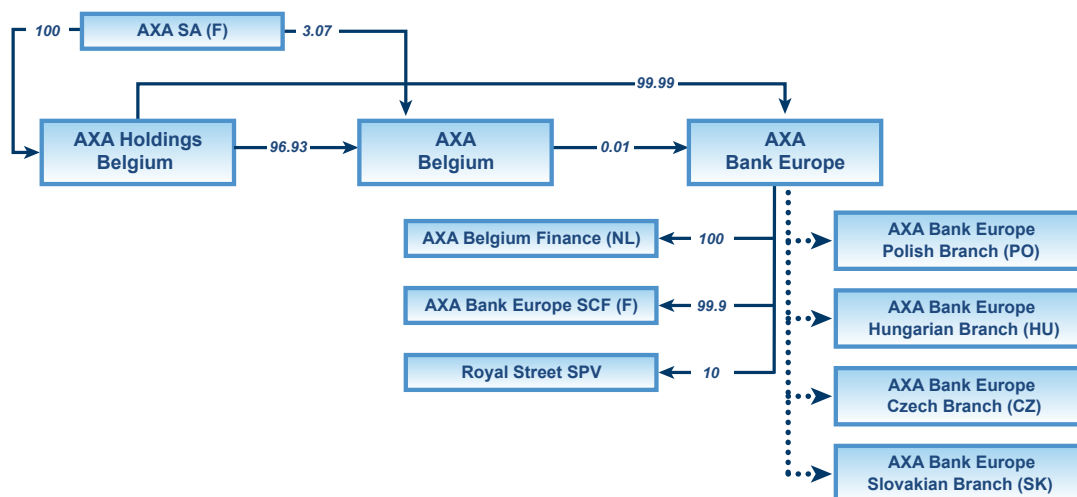 100
AXA SA (F)
3.07
99.99
AXA Holdings
Belgium
96.93
AXA
Belgium
0.01
AXA
Bank Europe
AXA Belgium Finance (NL)
100
AXA Bank Europe
Polish Branch (PO)
AXA Bank Europe SCF (F)
99.9
AXA Bank Europe
Hungarian Branch (HU)
Royal Street SPV
10
AXA Bank Europe
Czech Branch (CZ)
AXA Bank Europe
Slovakian Branch (SK)